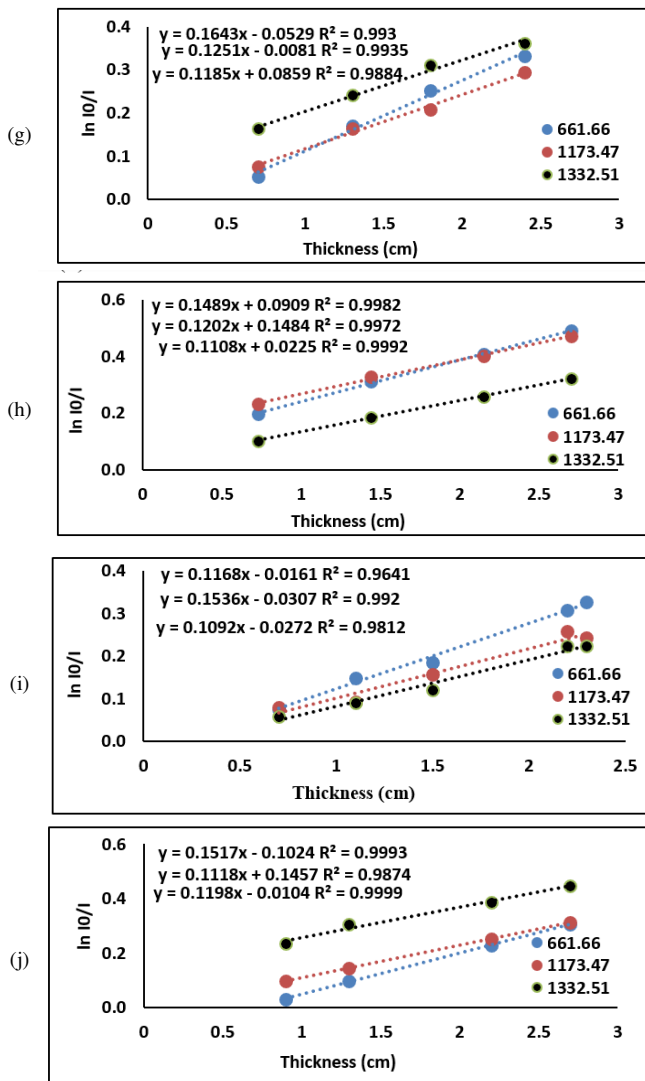 (g)
y = 0.1643x - 0.0529 R² = 0.993
y = 0.1251x - 0.0081 R² = 0.9935
y = 0.1185x + 0.0859 R² = 0.9884
ln I0/I
0.4
0.3
0.2
0.1
0.0
0 0.5 1 1.5 2 2.5 3
Thickness (cm)
661.66
1173.47
1332.51
(h)
y = 0.1489x + 0.0909 R² = 0.9982
y = 0.1202x + 0.1484 R² = 0.9972
y = 0.1108x + 0.0225 R² = 0.9992
ln I0/I
0.6
0.4
0.2
0.0
0 0.5 1 1.5 2 2.5 3
Thickness (cm)
661.66
1173.47
1332.51
(i)
y = 0.1168x - 0.0161 R² = 0.9641
y = 0.1536x - 0.0307 R² = 0.992
y = 0.1092x - 0.0272 R² = 0.9812
ln I0/I
0.4
0.3
0.2
0.1
0.0
0 0.5 1 1.5 2 2.5
Thickness (cm)
661.66
1173.47
1332.51
(j)
y = 0.1517x - 0.1024 R² = 0.9993
y = 0.1118x + 0.1457 R² = 0.9874
y = 0.1198x - 0.0104 R² = 0.9999
ln I0/I
0.6
0.4
0.2
0.0
0 0.5 1 1.5 2 2.5 3
Thickness (cm)
661.66
1173.47
1332.51